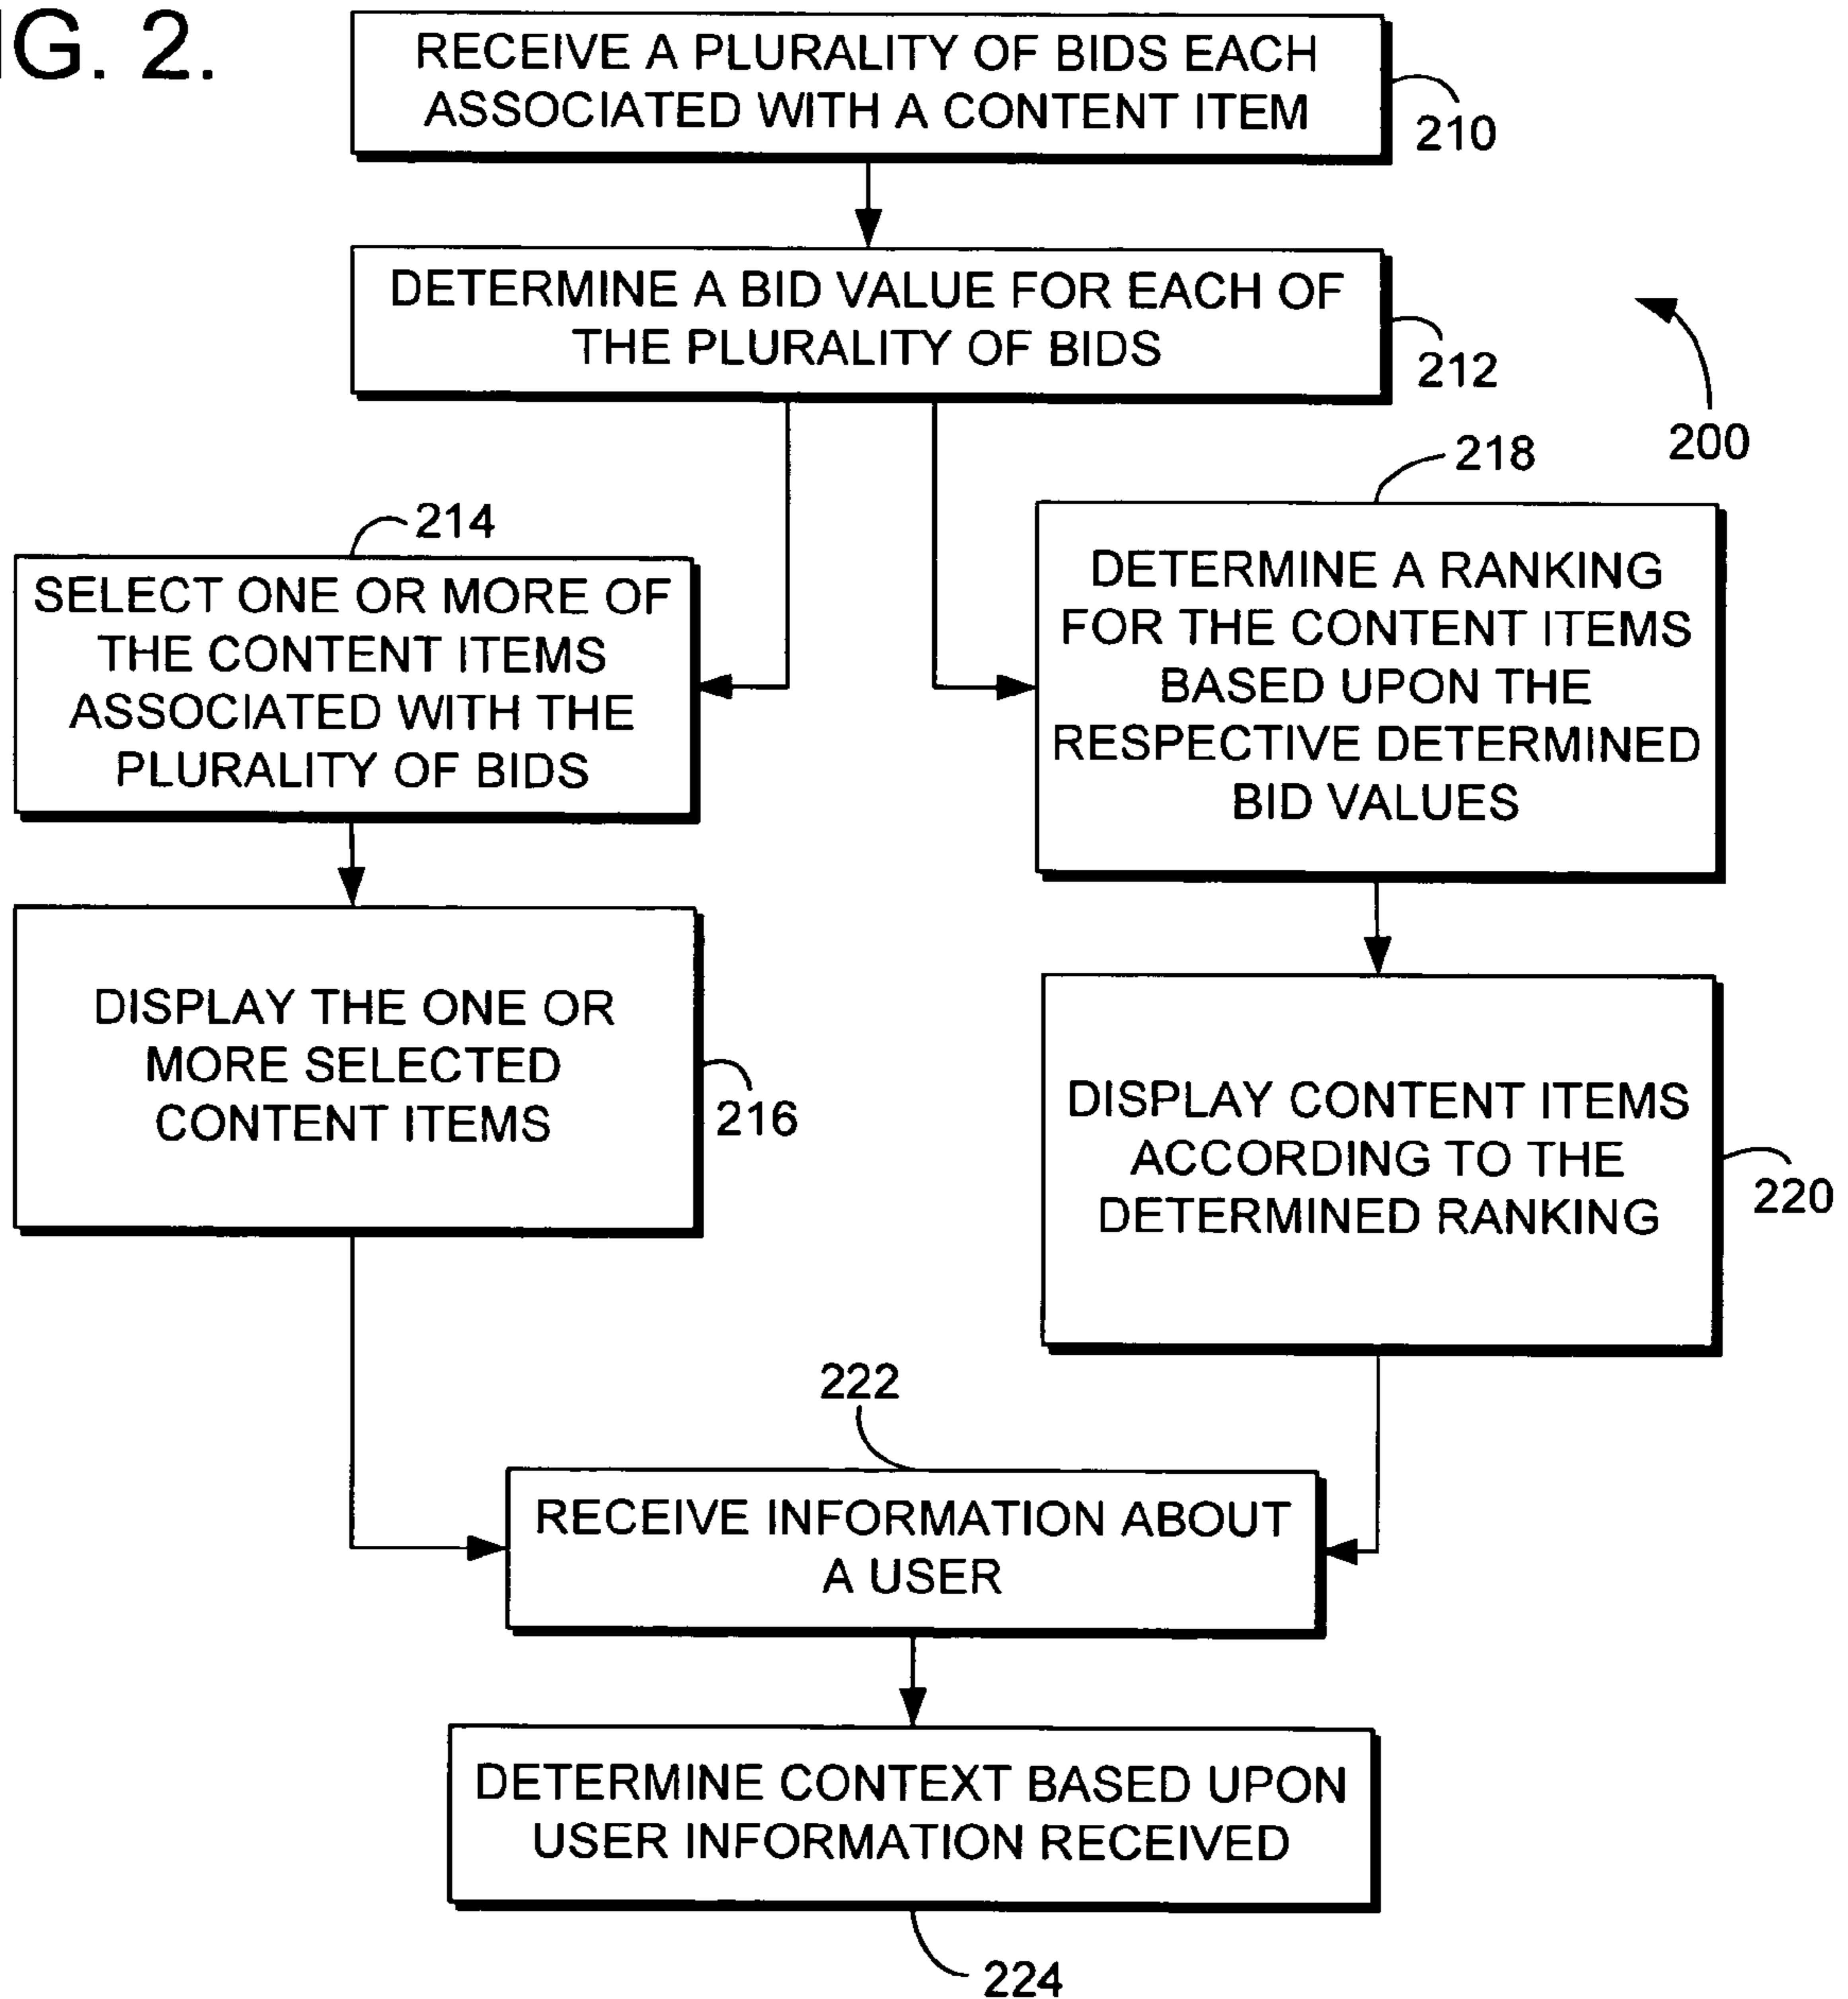 IG. 2.
RECEIVE A PLURALITY OF BIDS EACH
ASSOCIATED WITH A CONTENT ITEM
210
DETERMINE A BID VALUE FOR EACH OF
THE PLURALITY OF BIDS
212
200
214
SELECT ONE OR MORE OF
THE CONTENT ITEMS
ASSOCIATED WITH THE
PLURALITY OF BIDS
218
DETERMINE A RANKING
FOR THE CONTENT ITEMS
BASED UPON THE
RESPECTIVE DETERMINED
BID VALUES
DISPLAY THE ONE OR
MORE SELECTED
CONTENT ITEMS
216
DISPLAY CONTENT ITEMS
ACCORDING TO THE
DETERMINED RANKING
220
222
RECEIVE INFORMATION ABOUT
A USER
DETERMINE CONTEXT BASED UPON
USER INFORMATION RECEIVED
224